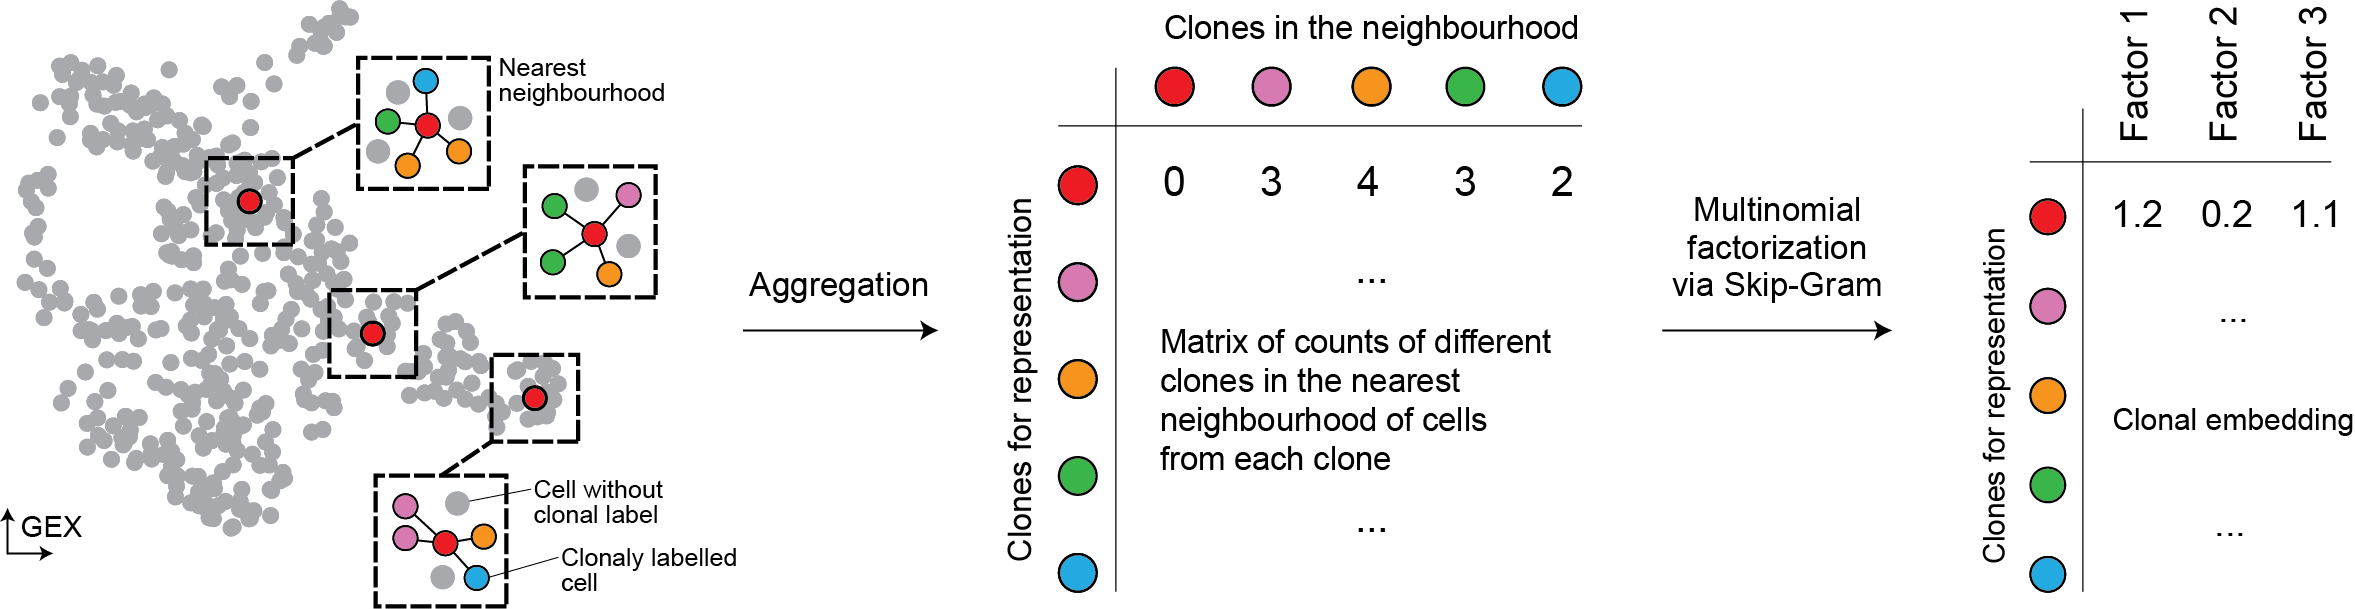 Nearest
neighbourhood
Cell without
clonal label
Clonaly labelled
cell
GEX
Aggregation
Clones in the neighbourhood
Clones for representation
0 3 4 3 2
...
Matrix of counts of different
clones in the nearest
neighbourhood of cells
from each clone
...
Multinomial
factorization
via Skip-Gram
Factor 1
Factor 2
Factor 3
Clones for representation
1.2 0.2 1.1
...
Clonal embedding
...